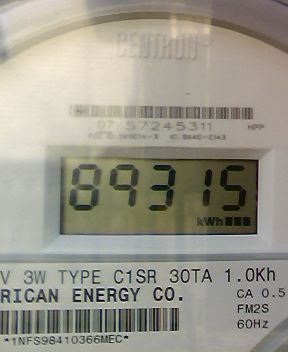 CENTRON®
07 57245311 HPP
89315
kWh
V 3W TYPE C1SR 30TA 1.0Kh
RICAN ENERGY CO. CA 0.5
FM2S
60Hz
*1NFS98410366MEC*